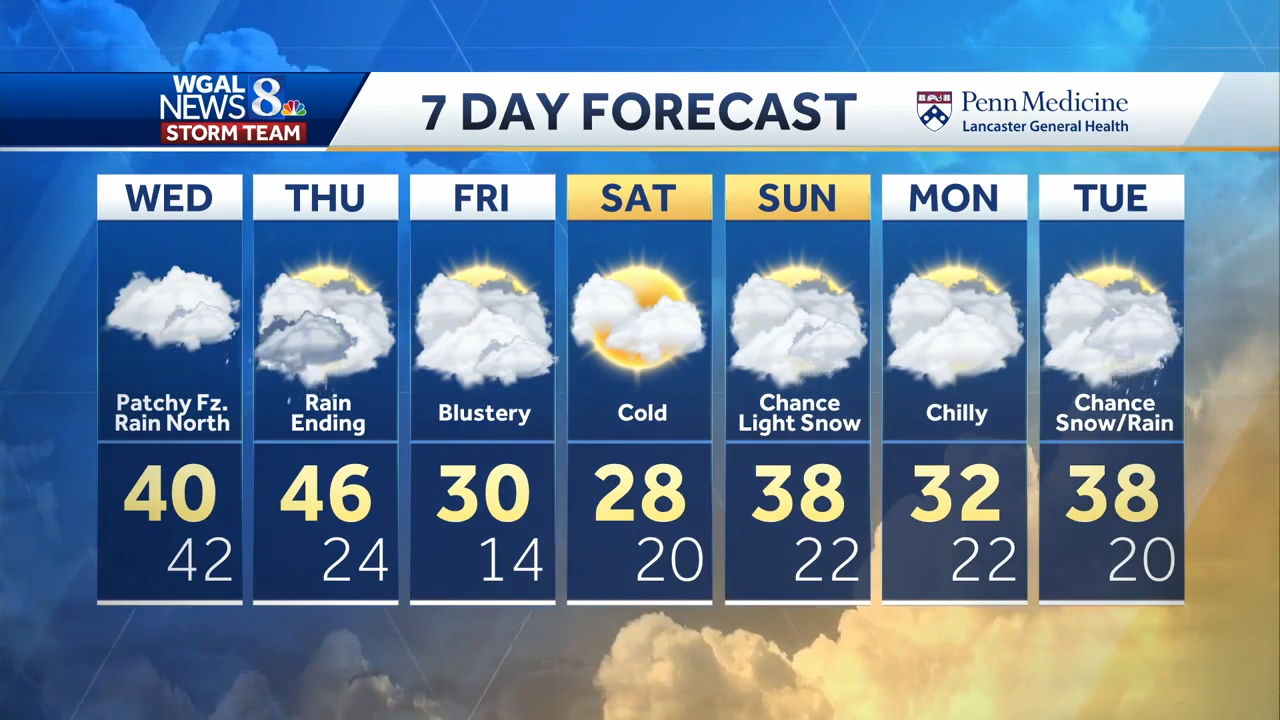 WGAL
NEWS 8
STORM TEAM
7 DAY FORECAST
Penn Medicine
Lancaster General Health
WED
THU
FRI
SAT
SUN
MON
TUE
Patchy Fz.
Rain North
Rain
Ending
Blustery
Cold
Chance
Light Snow
Chilly
Chance
Snow/Rain
40
46
30
28
38
32
38
42
24
14
20
22
22
20